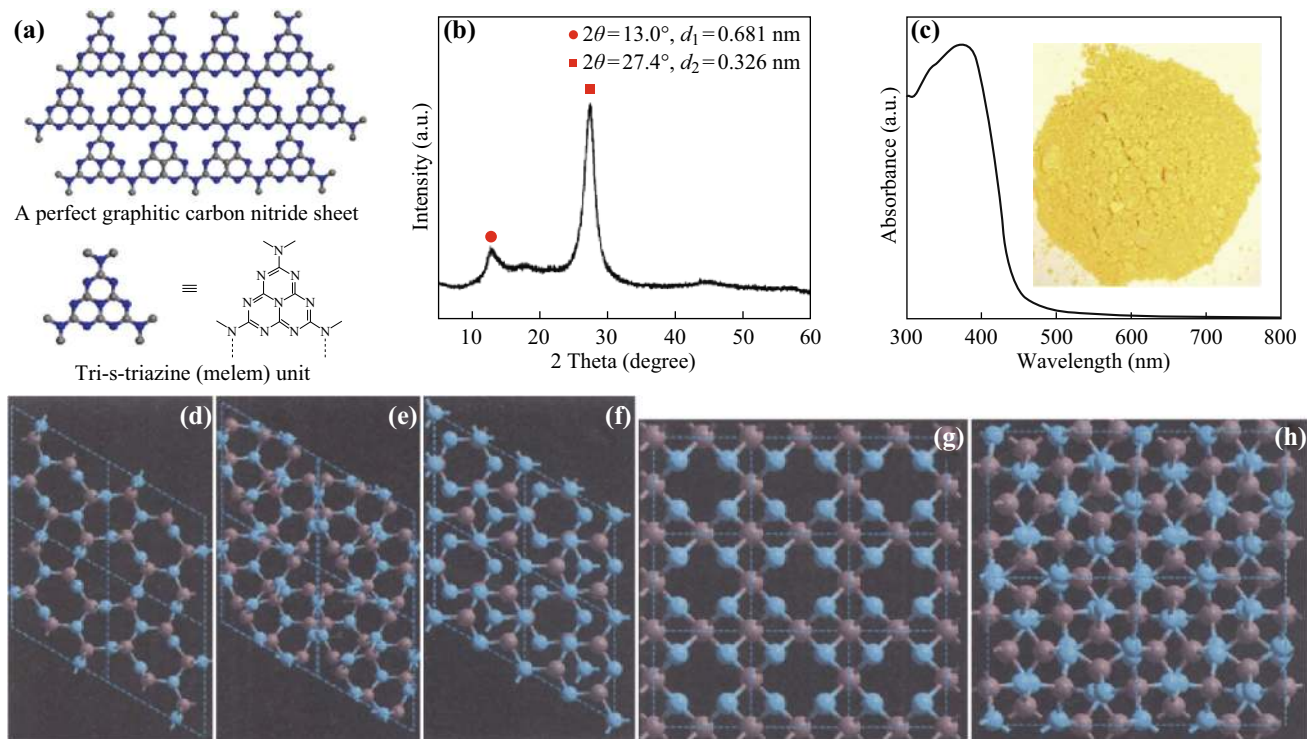 (a)
A perfect graphitic carbon nitride sheet
≡
N
N N
N N N
N N N N N
Tri-s-triazine (melem) unit
(b)
2θ=13.0°, d₁=0.681 nm
2θ=27.4°, d₂=0.326 nm
Intensity (a.u.)
10 20 30 40 50 60
2 Theta (degree)
(c)
Absorbance (a.u.)
300 400 500 600 700 800
Wavelength (nm)
(d)
(e)
(f)
(g)
(h)